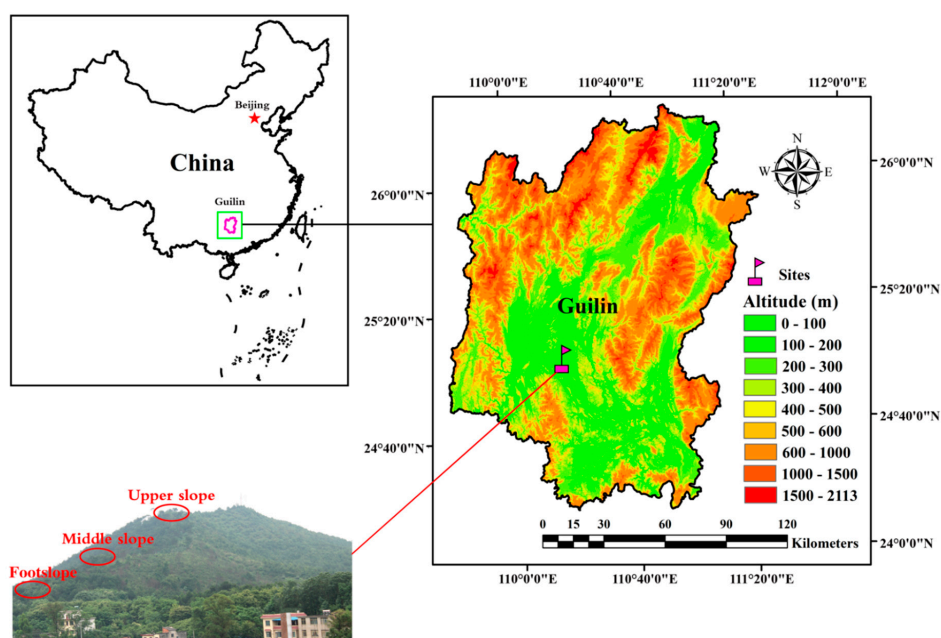 Beijing
China
Guilin
110°0'0"E
110°40'0"E
111°20'0"E
112°0'0"E
26°0'0"N
25°20'0"N
24°40'0"N
26°0'0"N
25°20'0"N
24°40'0"N
24°0'0"N
N
W
E
S
Guilin
Sites
Altitude (m)
0 - 100
100 - 200
200 - 300
300 - 400
400 - 500
500 - 600
600 - 1000
1000 - 1500
1500 - 2113
0 15 30 60 90 120
Kilometers
110°0'0"E
110°40'0"E
111°20'0"E
Upper slope
Middle slope
Footslope